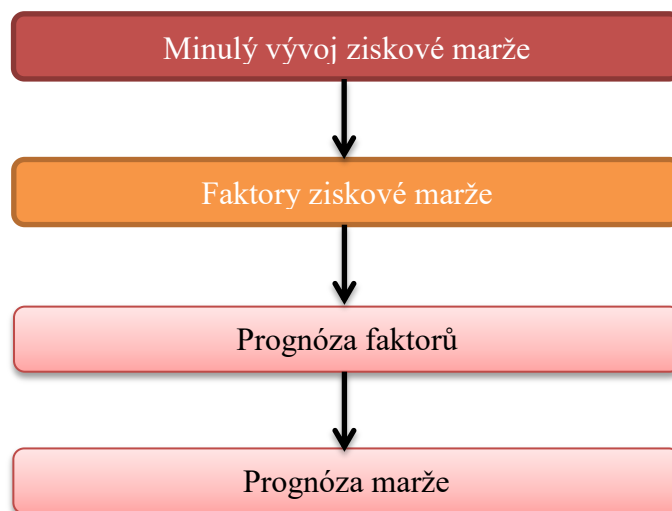 Minulý vývoj ziskové marže
Faktory ziskové marže
Prognóza faktorů
Prognóza marže